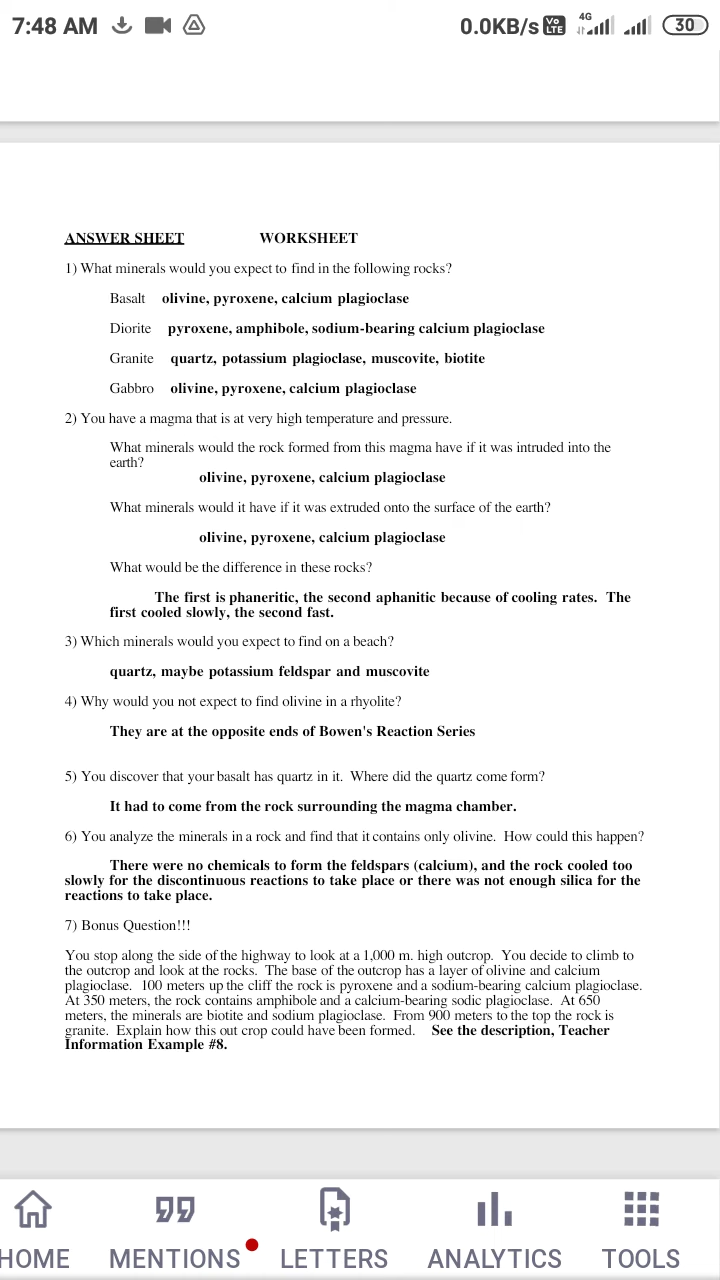 7:48 AM 0.0KB/s Vo LTE 4G 30
ANSWER SHEET WORKSHEET
1) What minerals would you expect to find in the following rocks?
Basalt olivine, pyroxene, calcium plagioclase
Diorite pyroxene, amphibole, sodium-bearing calcium plagioclase
Granite quartz, potassium plagioclase, muscovite, biotite
Gabbro olivine, pyroxene, calcium plagioclase
2) You have a magma that is at very high temperature and pressure.
What minerals would the rock formed from this magma have if it was intruded into the
earth?
olivine, pyroxene, calcium plagioclase
What minerals would it have if it was extruded onto the surface of the earth?
olivine, pyroxene, calcium plagioclase
What would be the difference in these rocks?
The first is phaneritic, the second aphanitic because of cooling rates. The
first cooled slowly, the second fast.
3) Which minerals would you expect to find on a beach?
quartz, maybe potassium feldspar and muscovite
4) Why would you not expect to find olivine in a rhyolite?
They are at the opposite ends of Bowen's Reaction Series
5) You discover that your basalt has quartz in it. Where did the quartz come form?
It had to come from the rock surrounding the magma chamber.
6) You analyze the minerals in a rock and find that it contains only olivine. How could this happen?
There were no chemicals to form the feldspars (calcium), and the rock cooled too
slowly for the discontinuous reactions to take place or there was not enough silica for the
reactions to take place.
7) Bonus Question!!!
You stop along the side of the highway to look at a 1,000 m. high outcrop. You decide to climb to
the outcrop and look at the rocks. The base of the outcrop has a layer of olivine and calcium
plagioclase. 100 meters up the cliff the rock is pyroxene and a sodium-bearing calcium plagioclase.
At 350 meters, the rock contains amphibole and a calcium-bearing sodic plagioclase. At 650
meters, the minerals are biotite and sodium plagioclase. From 900 meters to the top the rock is
granite. Explain how this out crop could have been formed. See the description, Teacher
Information Example #8.
HOME MENTIONS LETTERS ANALYTICS TOOLS